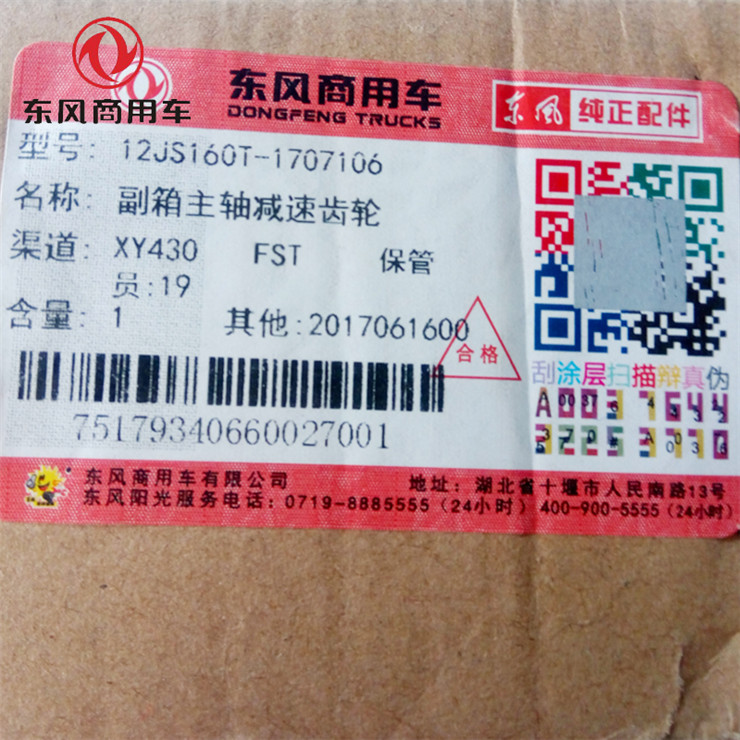 东风商用车
东风商用车
DONGFENG TRUCKS
东风 纯正配件
型号: 12JS160T-1707106
名称: 副箱主轴减速齿轮
渠道: XY430 FST 保管
员:19
含量: 1 其他:2017061600
合格
刮涂层扫描辩真伪
75179340660027001
东风商用车有限公司 地址: 湖北省十堰市人民南路13号
东风阳光服务电话: 0719-8885555 (24小时) 400-900-5555 (24小时)